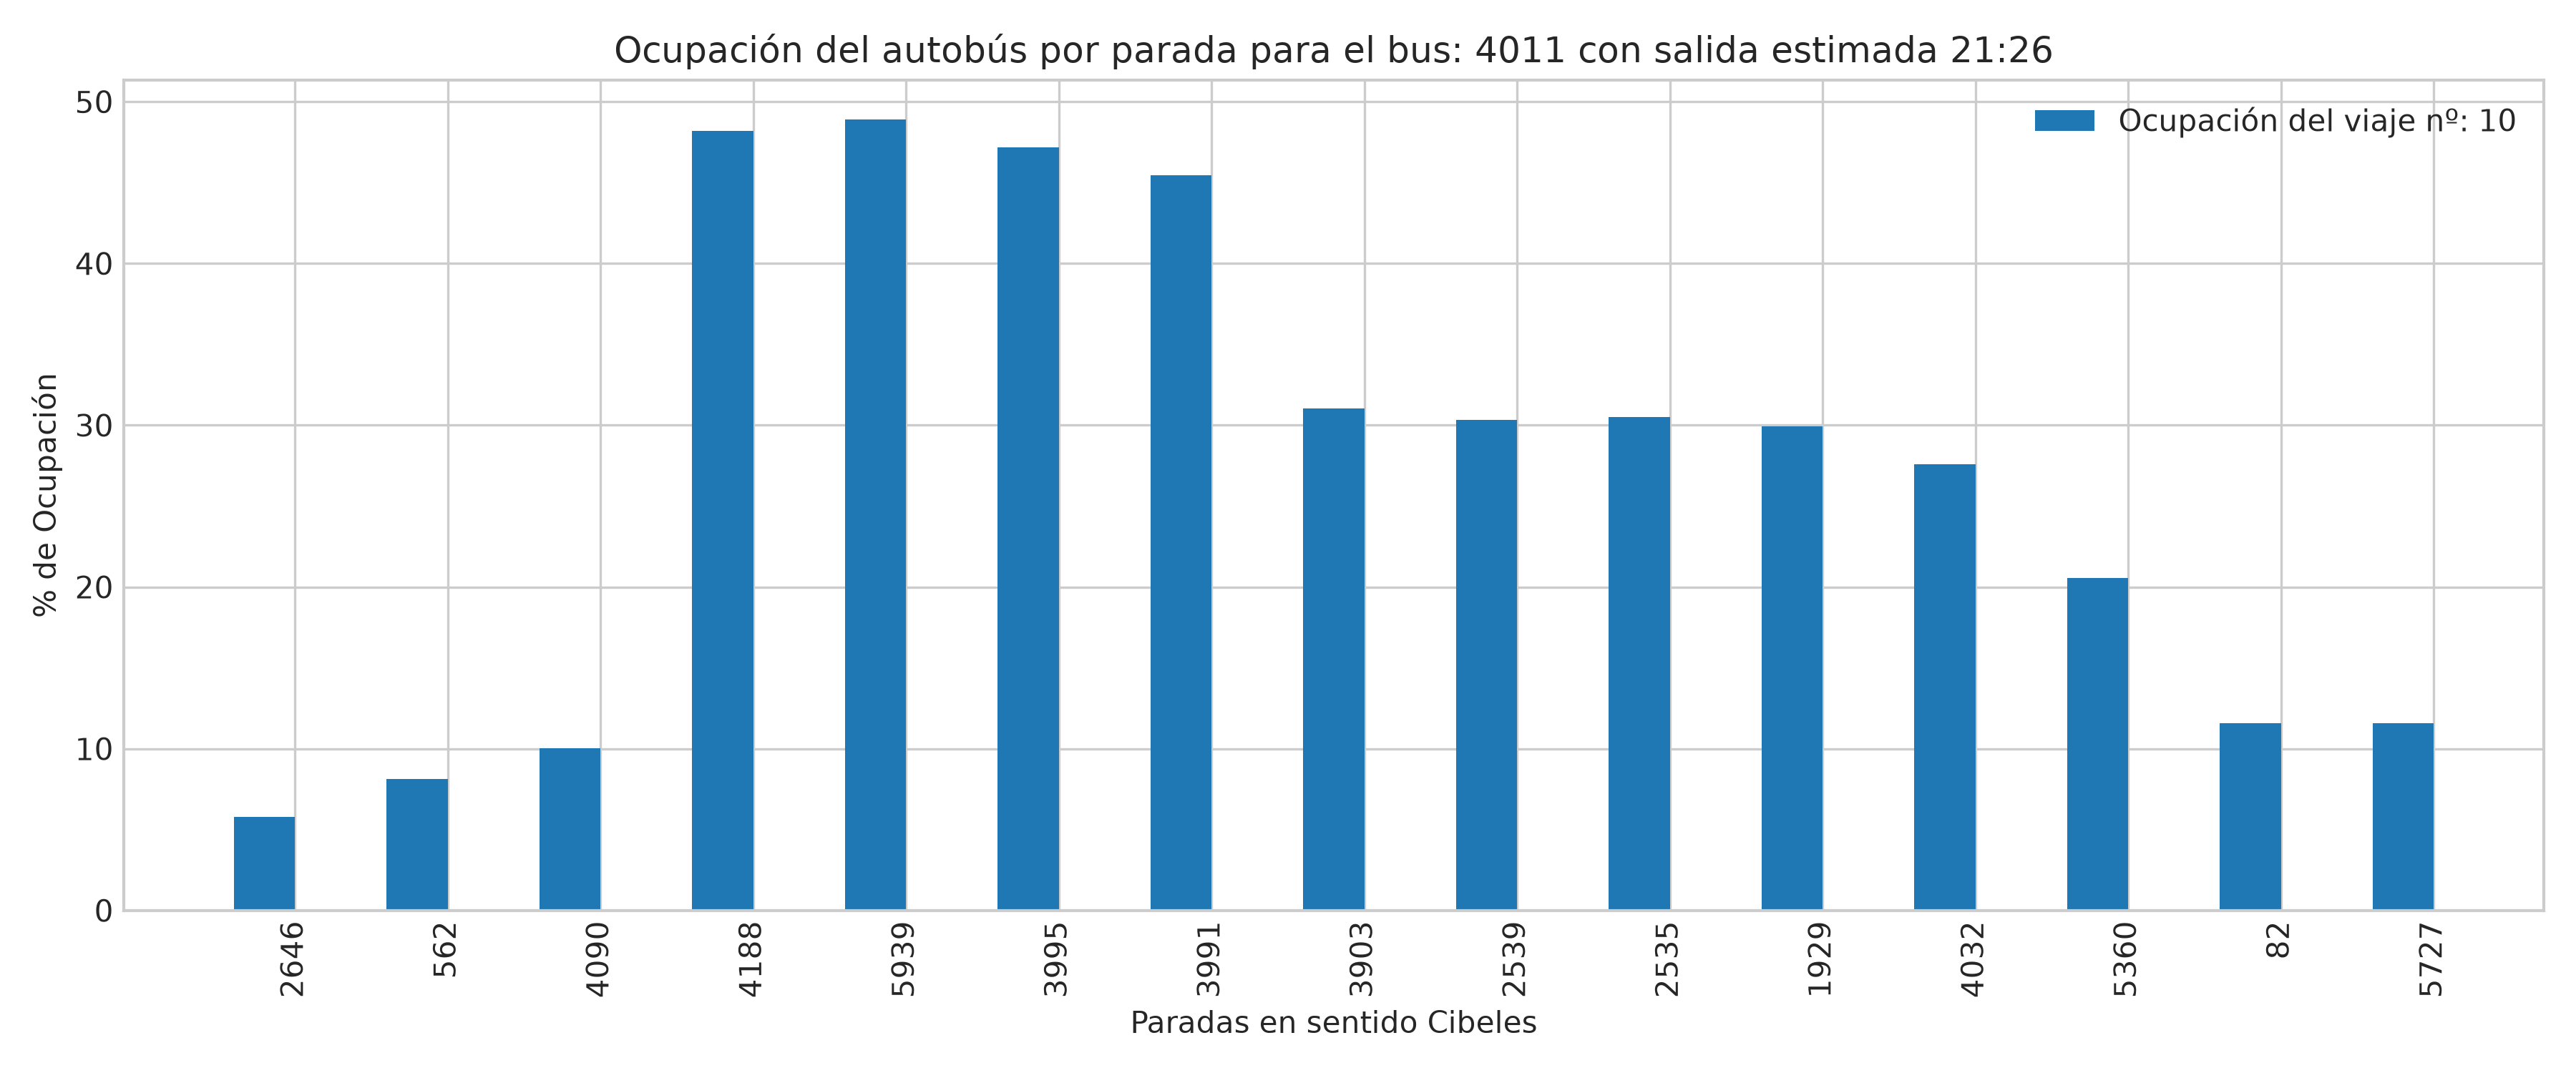 Ocupación del autobús por parada para el bus: 4011 con salida estimada 21:26
Ocupación del viaje nº: 10
% de Ocupación
50
40
30
20
10
0
2646 562 4090 4188 5939 3995 3991 3903 2539 2535 1929 4032 5360 82 5727
Paradas en sentido Cibeles